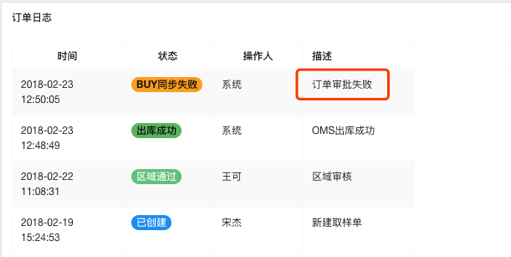 订单日志
时间 状态 操作人 描述
2018-02-23 BUY同步失败 系统 订单审批失败
12:50:05
2018-02-23 出库成功 系统 OMS出库成功
12:48:49
2018-02-22 区域通过 王可 区域审核
11:08:31
2018-02-19 已创建 宋杰 新建取样单
15:24:53